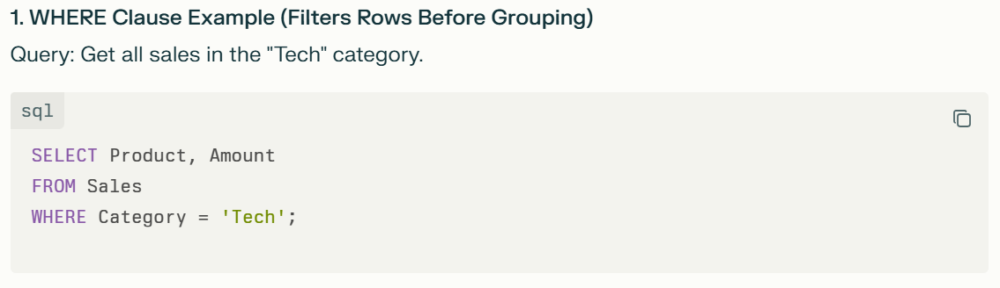 1. WHERE Clause Example (Filters Rows Before Grouping)
Query: Get all sales in the "Tech" category.
sql
SELECT Product, Amount
FROM Sales
WHERE Category = 'Tech';